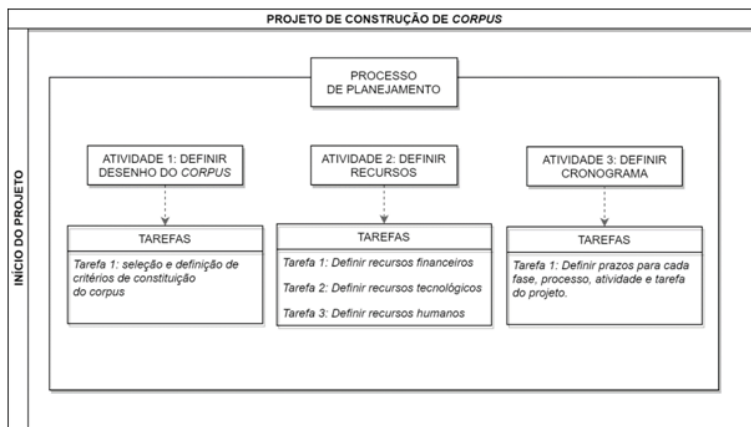 PROJETO DE CONSTRUÇÃO DE CORPUS
INÍCIO DO PROJETO
PROCESSO
DE PLANEJAMENTO
ATIVIDADE 1: DEFINIR
DESENHO DO CORPUS
TAREFAS
Tarefa 1: seleção e definição de
critérios de constituição
do corpus
ATIVIDADE 2: DEFINIR
RECURSOS
TAREFAS
Tarefa 1: Definir recursos financeiros
Tarefa 2: Definir recursos tecnológicos
Tarefa 3: Definir recursos humanos
ATIVIDADE 3: DEFINIR
CRONOGRAMA
TAREFAS
Tarefa 1: Definir prazos para cada
fase, processo, atividade e tarefa
do projeto.